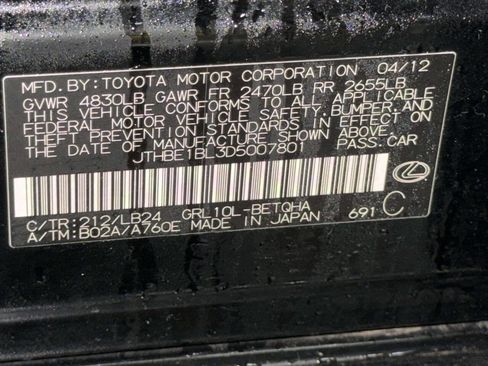 MFD. BY: TOYOTA MOTOR CORPORATION 04/12
GVWR 4830LB GAWR FR 2470LB RR 2655LB
THIS VEHICLE CONFORMS TO ALL APPLICABLE
FEDERAL MOTOR VEHICLE SAFETY, BUMPER, AND
THEFT PREVENTION STANDARDS IN EFFECT ON
THE DATE OF MANUFACTURE SHOWN ABOVE.
JTHBE1BL3D5007801 PASS. CAR
C/TR: 212/LB24 GRL10L-BETQHA
A/TM: B02A/A760E MADE IN JAPAN 691 C